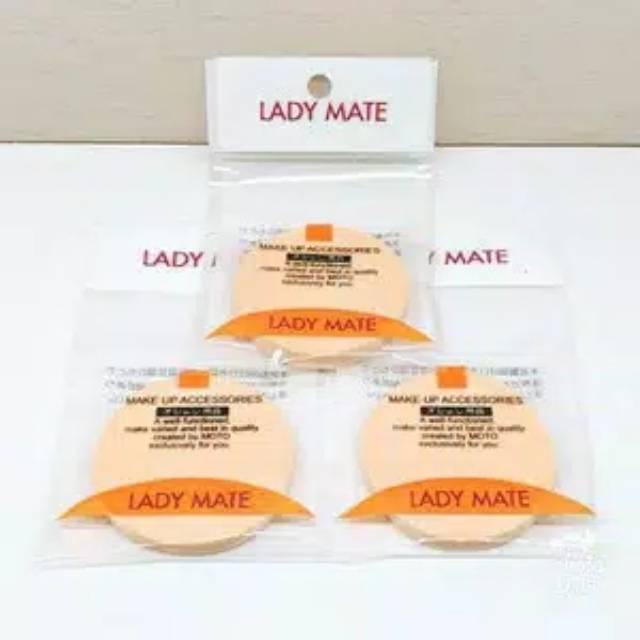 LADY MATE
MAKE UP ACCESSORIES
A well-functioned,
make varied and best in quality
created by MOTO
exclusively for you.
LADY MATE
LADY
MATE
MAKE UP ACCESSORIES
A well-functioned,
make varied and best in quality
created by MOTO
exclusively for you.
LADY MATE
MAKE UP ACCESSORIES
A well-functioned,
make varied and best in quality
created by MOTO
exclusively for you.
LADY MATE